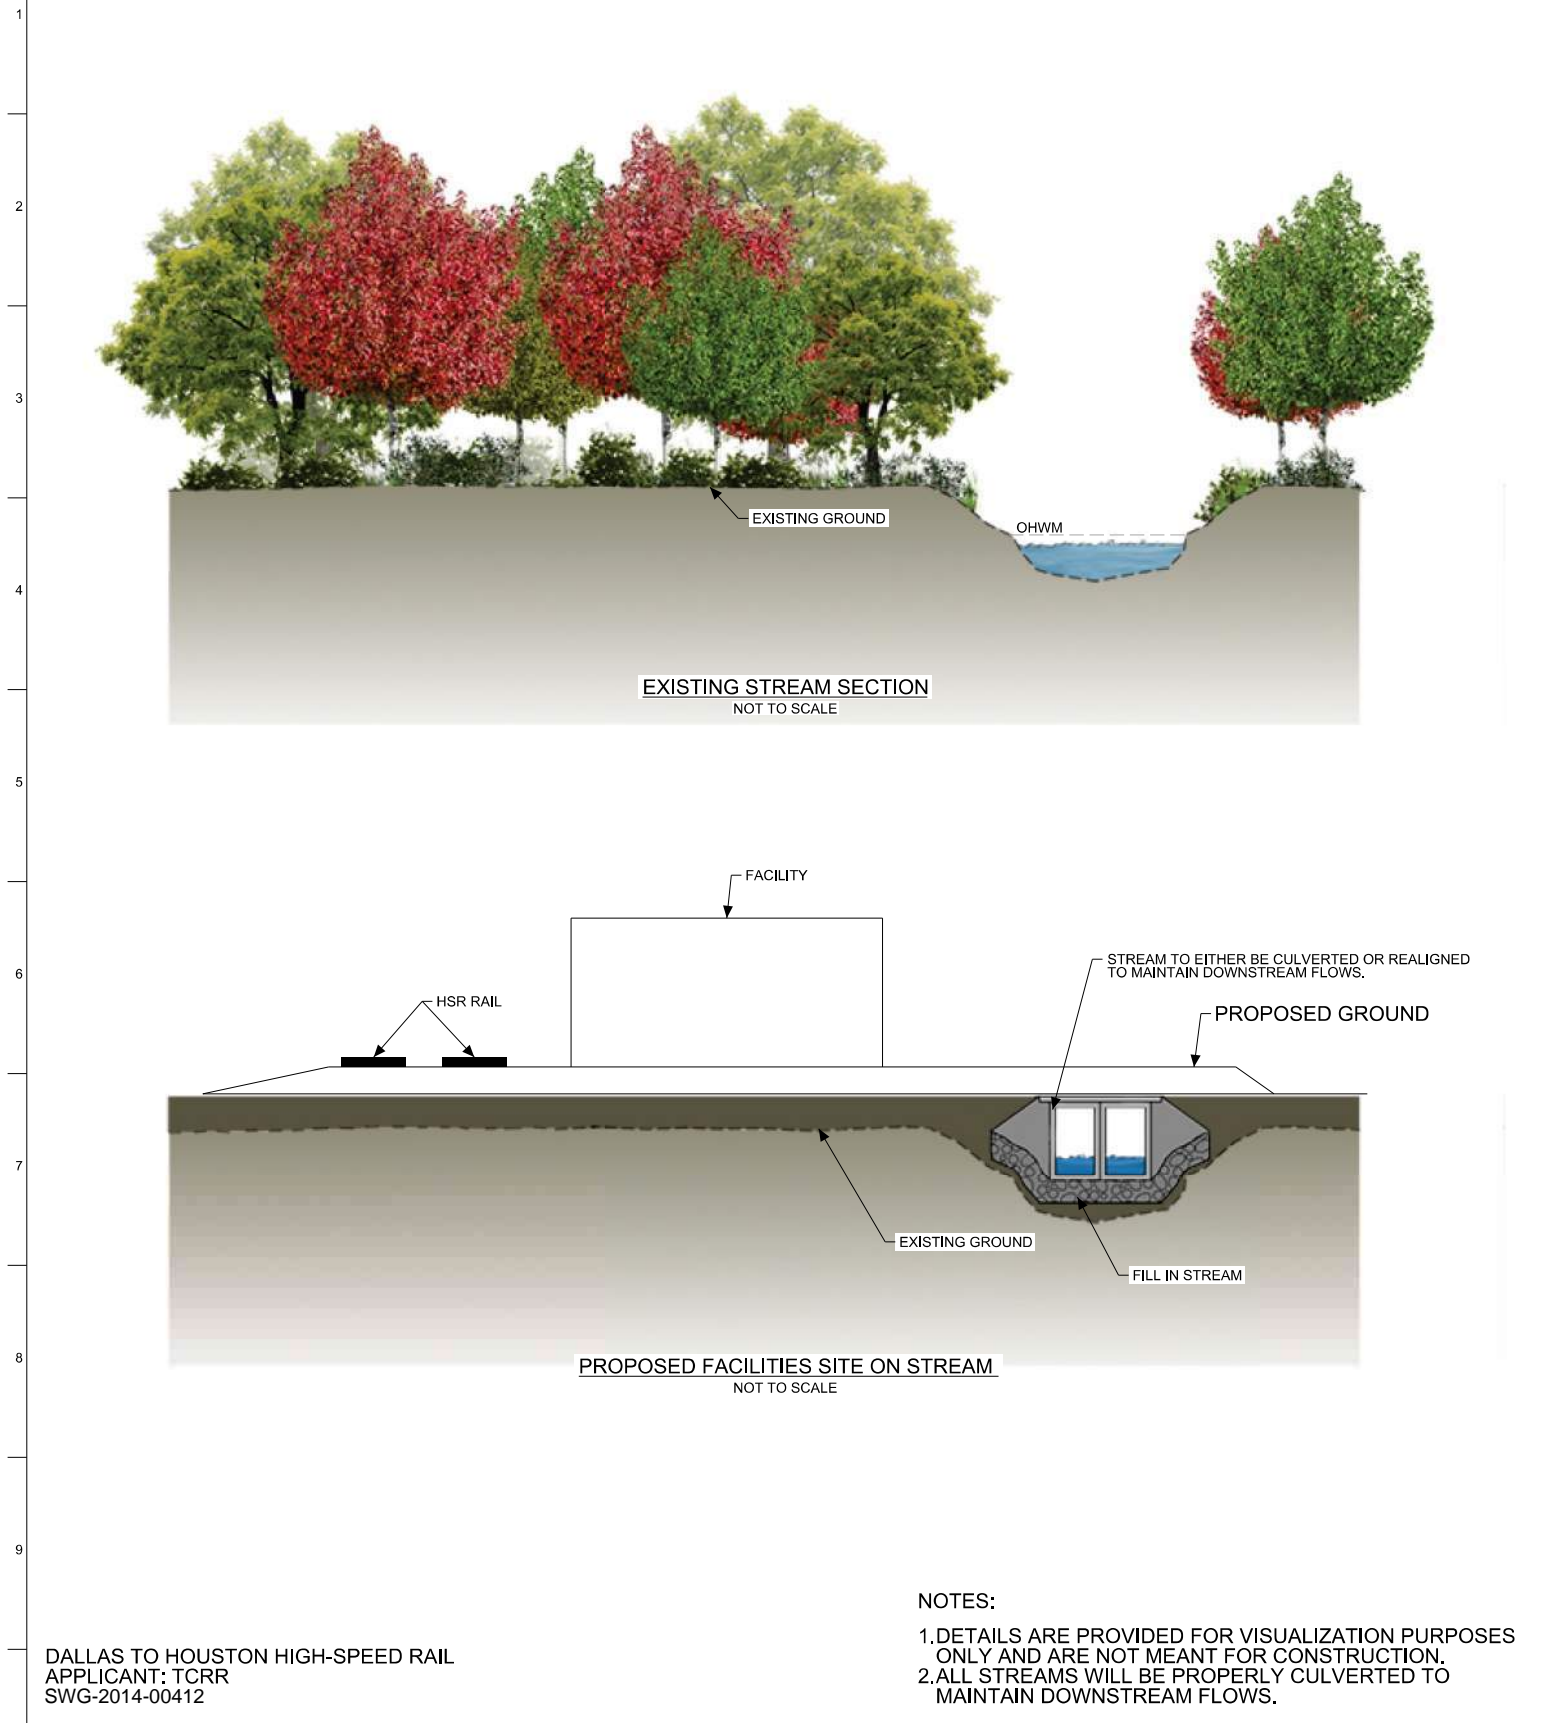 1
2
3
EXISTING GROUND
OHWM
4
EXISTING STREAM SECTION
NOT TO SCALE
5
FACILITY
STREAM TO EITHER BE CULVERTED OR REALIGNED
TO MAINTAIN DOWNSTREAM FLOWS.
6
HSR RAIL
PROPOSED GROUND
7
EXISTING GROUND
FILL IN STREAM
8
PROPOSED FACILITIES SITE ON STREAM
NOT TO SCALE
9
NOTES:
1.DETAILS ARE PROVIDED FOR VISUALIZATION PURPOSES
ONLY AND ARE NOT MEANT FOR CONSTRUCTION.
2.ALL STREAMS WILL BE PROPERLY CULVERTED TO
MAINTAIN DOWNSTREAM FLOWS.
DALLAS TO HOUSTON HIGH-SPEED RAIL
APPLICANT: TCRR
SWG-2014-00412